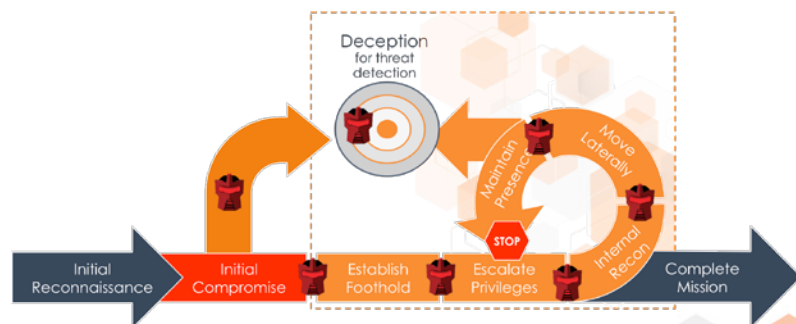 Deception
for threat
detection
Maintain
Presence
Move
Laterally
STOP
Internal
Recon
Initial
Reconnaissance
Initial
Compromise
Establish
Foothold
Escalate
Privileges
Complete
Mission